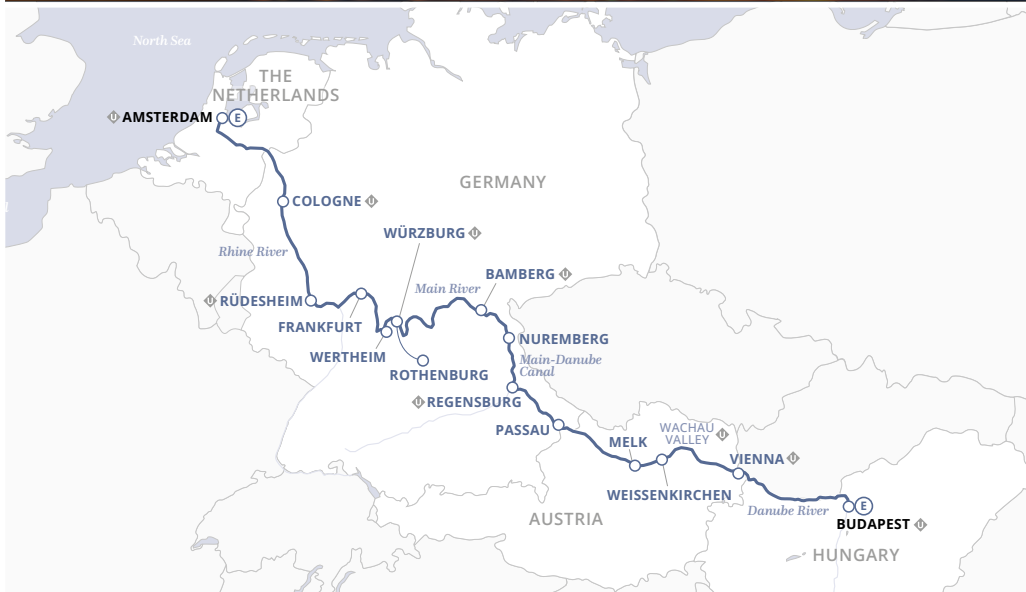 North Sea
THE
NETHERLANDS
U AMSTERDAM E
GERMANY
COLOGNE U
WÜRZBURG U
Rhine River
BAMBERG U
Main River
U RÜDESHEIM
FRANKFURT
NUREMBERG
WERTHEIM
Main-Danube
Canal
ROTHENBURG
U REGENSBURG
PASSAU
WACHAU
VALLEY U
MELK
VIENNA U
WEISSENKIRCHEN
Danube River
E
AUSTRIA
BUDAPEST U
HUNGARY